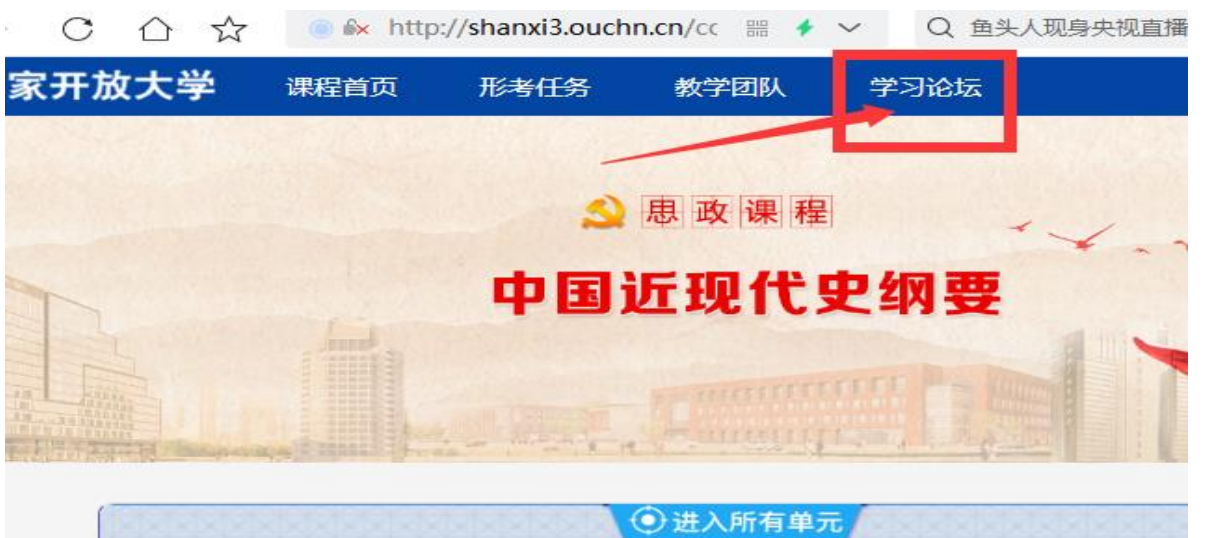 http://shanxi3.ouchn.cn/cc 鱼头人现身央视直播
家开放大学 课程首页 形考任务 教学团队 学习论坛
思政课程
中国近现代史纲要
进入所有单元